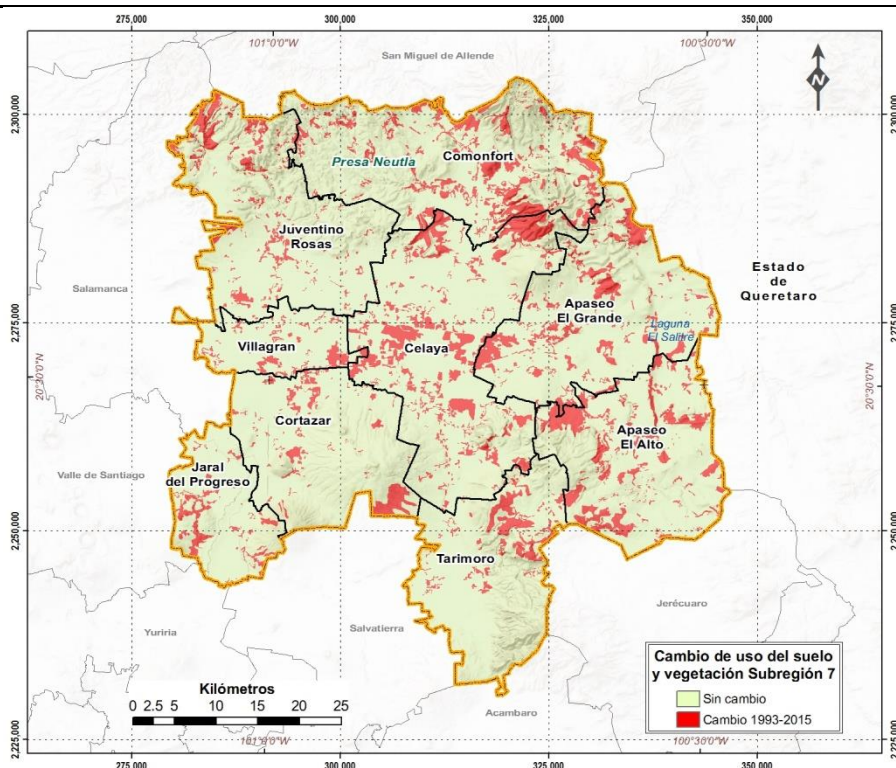 275,000 300,000 325,000 350,000
101°0'0"W 100°30'0"W
San Miguel de Allende
N
2,300,000 2,300,000
Comonfort
Presa Neutla
Juventino
Rosas
Estado
de
Queretaro
Salamanca
Apaseo
El Grande
2,275,000 2,275,000
Laguna
El Salitre
Villagran
Celaya
20°30'0"N 20°30'0"N
Cortazar
Apaseo
El Alto
Jaral
del Progreso
Valle de Santiago
2,250,000 2,250,000
Tarimoro
Jerécuaro
Yuriria
Salvatierra
Cambio de uso del suelo
y vegetación Subregión 7
Sin cambio
Cambio 1993-2015
Kilómetros
0 2.5 5 10 15 20 25
Acambaro
2,225,000 2,225,000
101°0'0"W 100°30'0"W
275,000 300,000 325,000 350,000